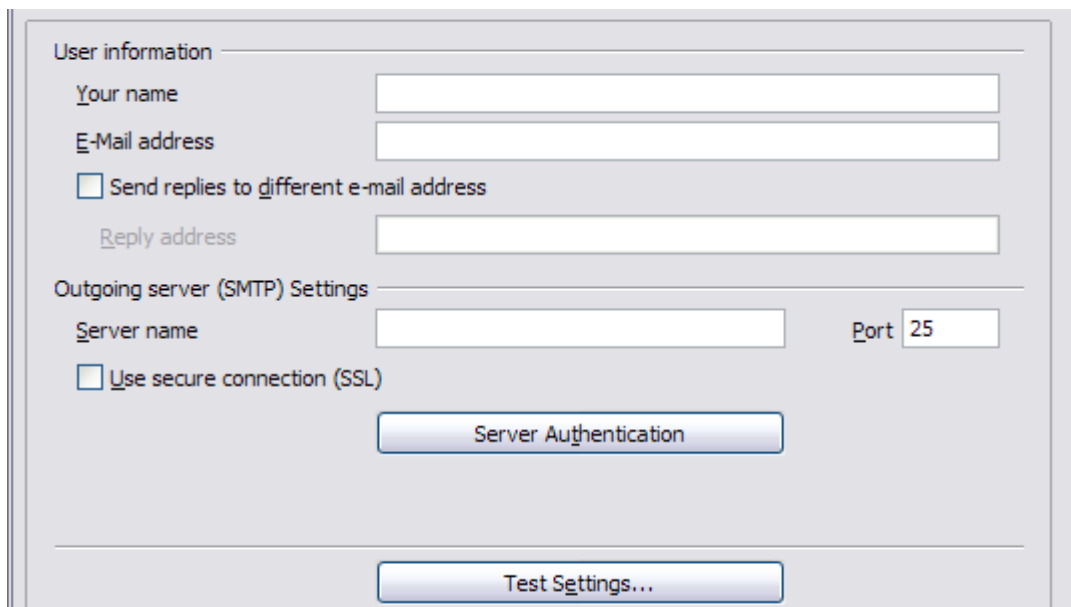 User information
Your name
E-Mail address
Send replies to different e-mail address
Reply address
Outgoing server (SMTP) Settings
Server name
Port 25
Use secure connection (SSL)
Server Authentication
Test Settings...